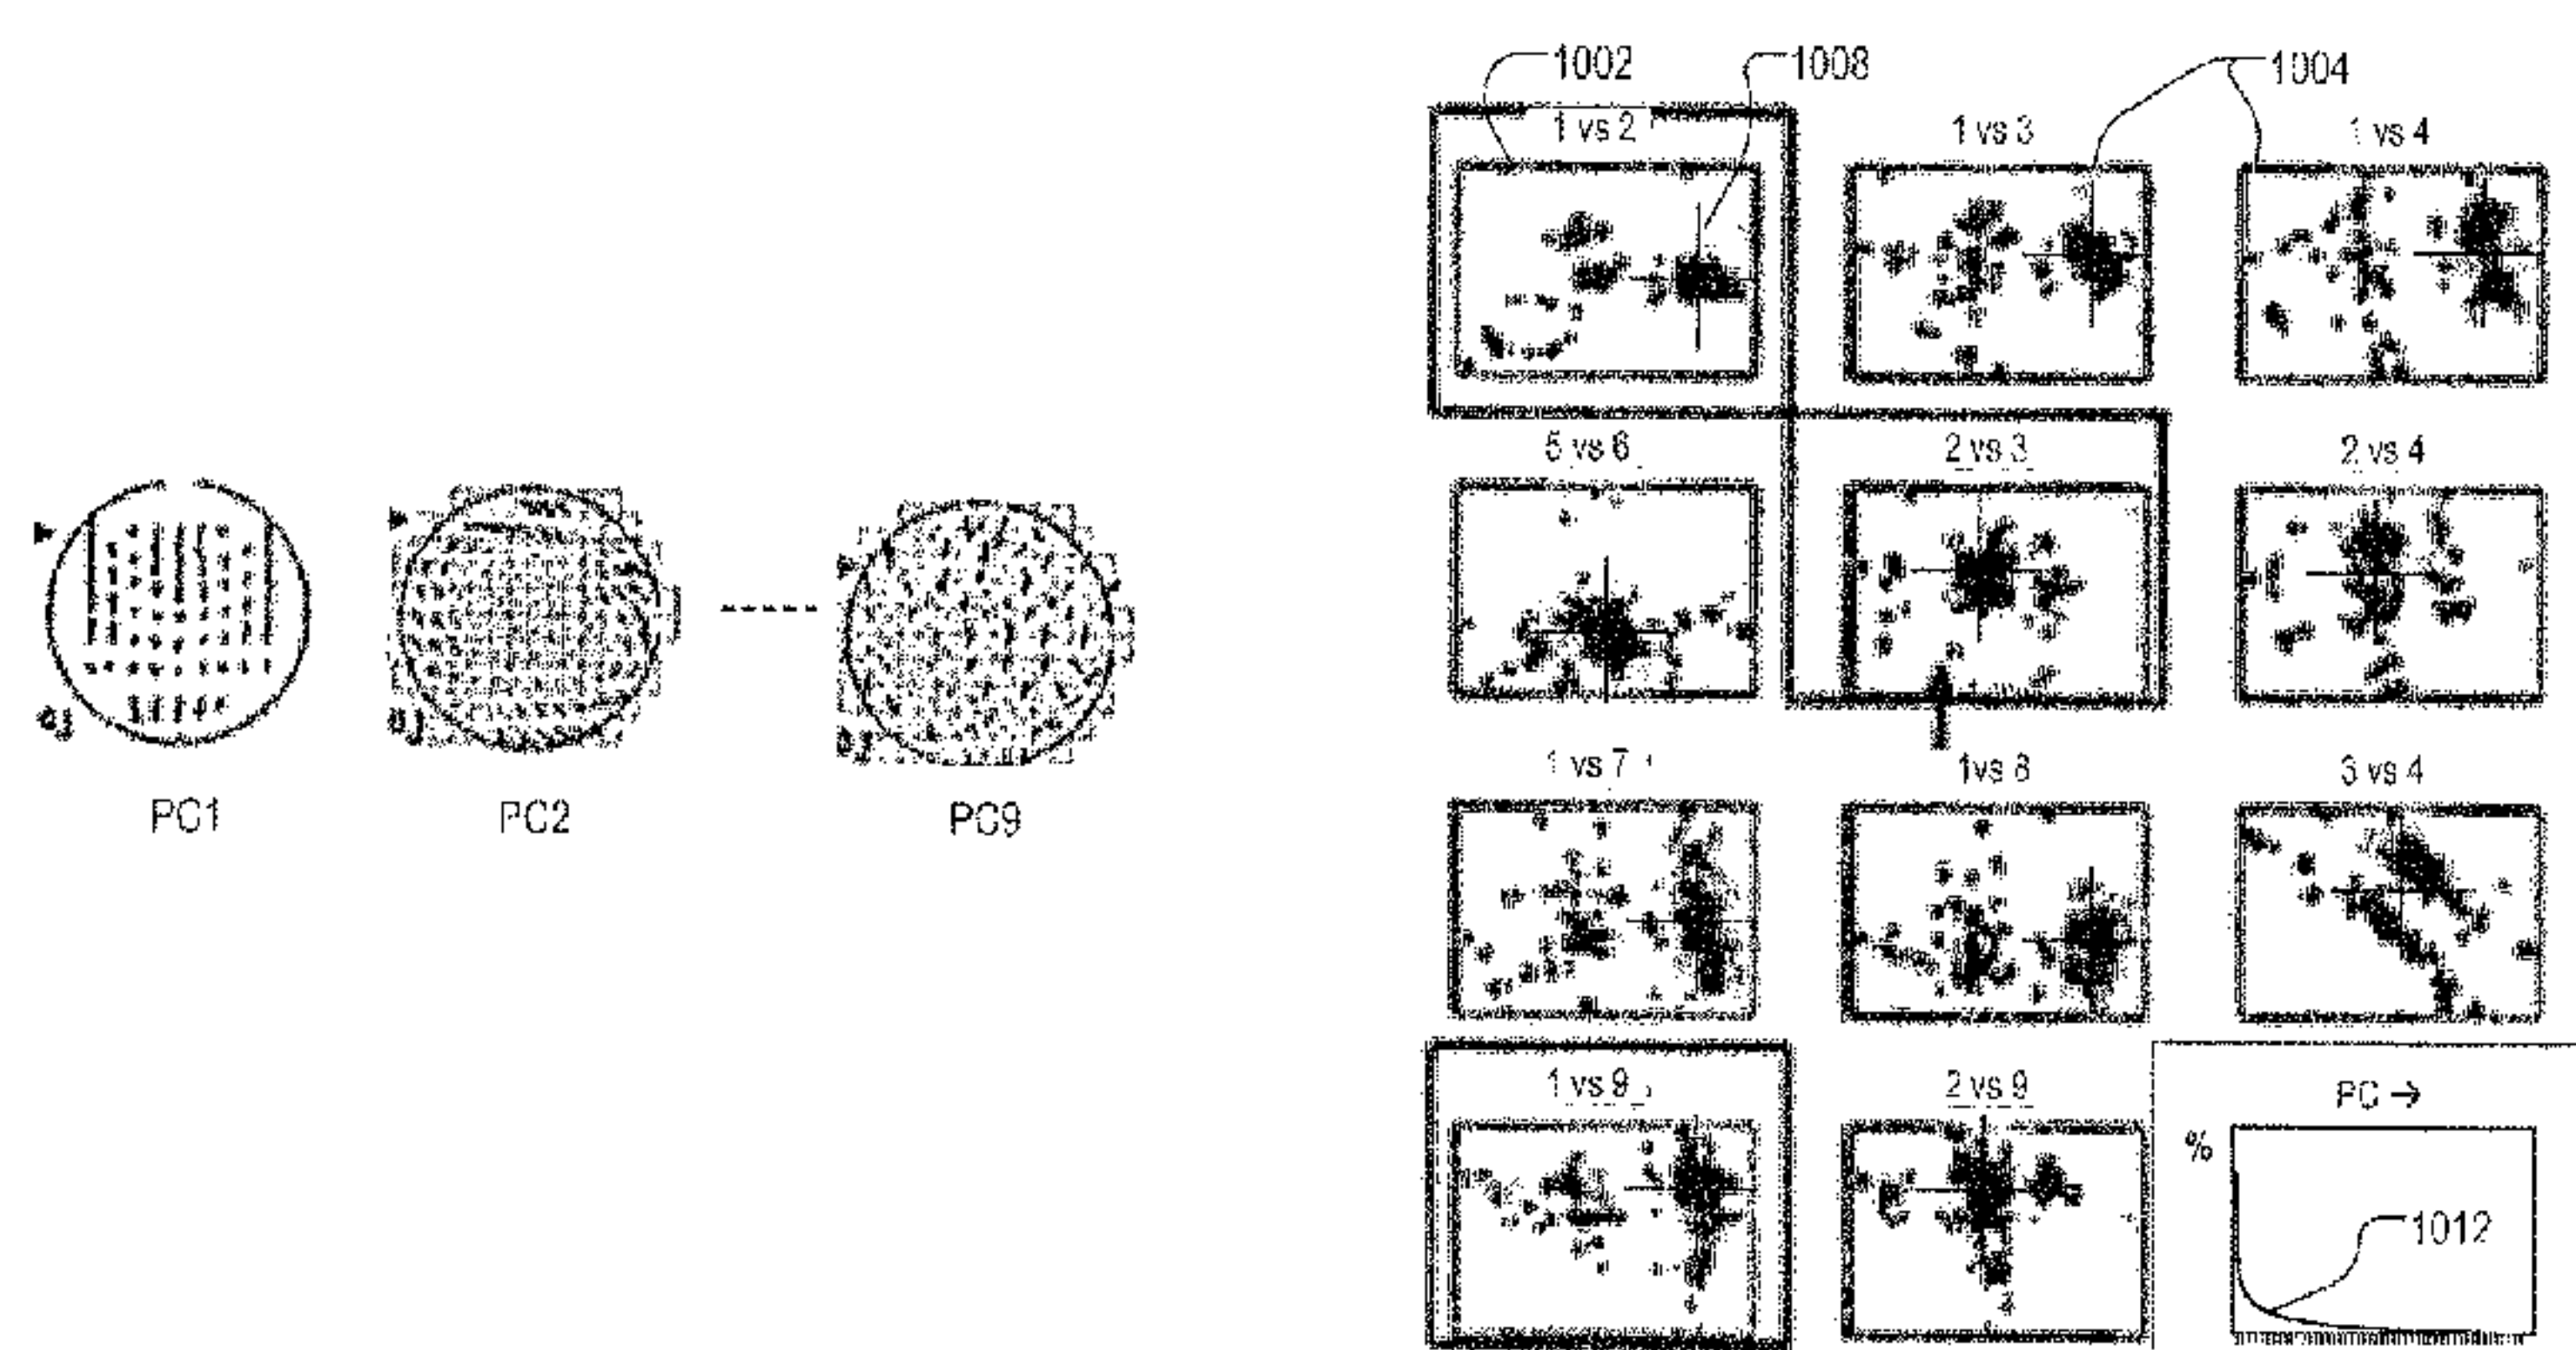 1002 1008 1004
1 vs 2 1 vs 3 1 vs 4
5 vs 6 2 vs 3 2 vs 4
PC1 PC2 PC9
1 vs 7 1vs 8 3 vs 4
1 vs 9 2 vs 9
PC →
%
1012